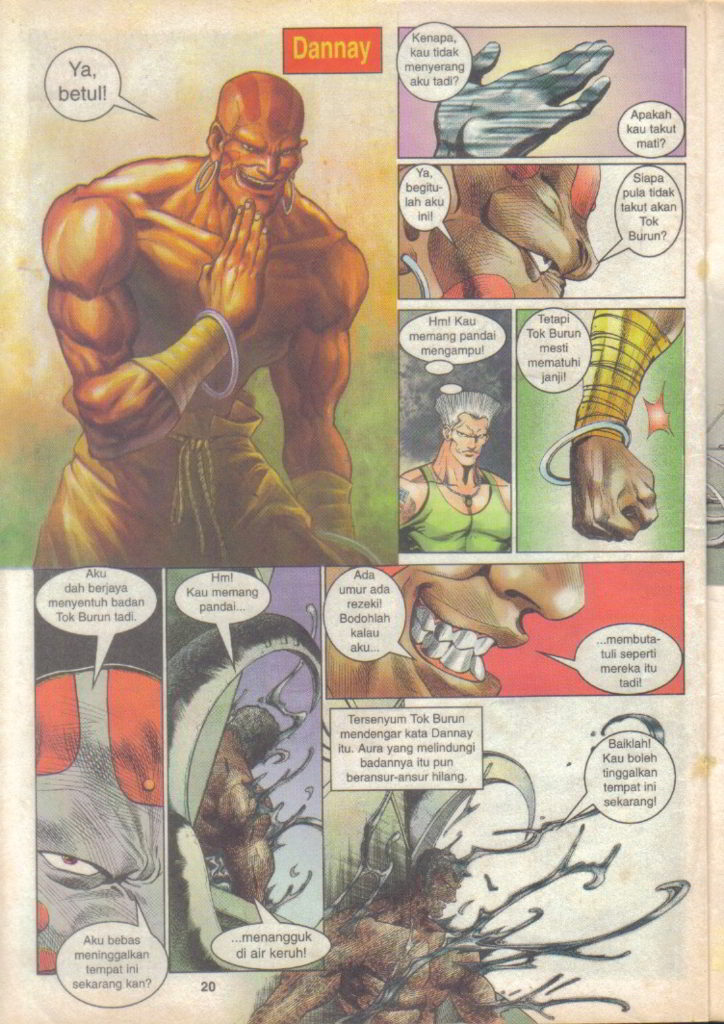 Dannay
Ya,
betul!
Kenapa,
kau tidak
menyerang
aku tadi?
Apakah
kau takut
mati?
Ya,
begitu-
lah aku
ini!
Siapa
pula tidak
takut akan
Tok
Burun?
Hm! Kau
memang pandai
mengampu!
Tetapi
Tok Burun
mesti
mematuhi
janji!
Aku
dah berjaya
menyentuh badan
Tok Burun tadi.
Aku bebas
meninggalkan
tempat ini
sekarang kan?
Hm!
Kau memang
pandai...
...menangguk
di air keruh!
Ada
umur ada
rezeki!
Bodohlah
kalau
aku...
...membuta-
tuli seperti
mereka itu
tadi!
Tersenyum Tok Burun
mendengar kata Dannay
itu. Aura yang melindungi
badannya itu pun
beransur-ansur hilang.
Baiklah!
Kau boleh
tinggalkan
tempat ini
sekarang!
20